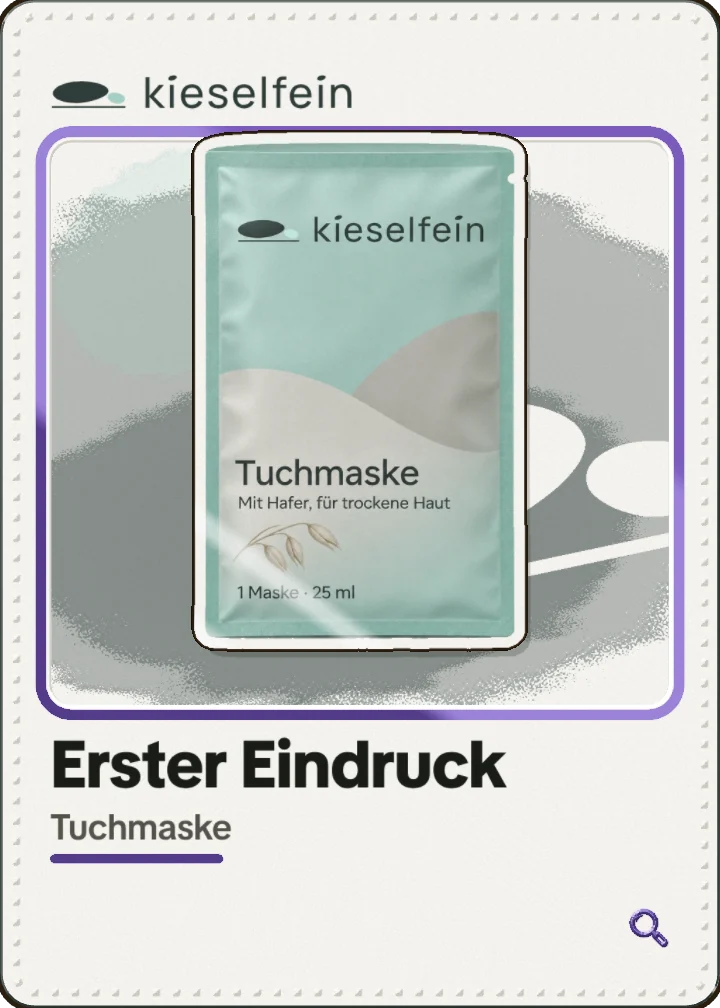 kieselfein
kieselfein
Tuchmaske
Mit Hafer, für trockene Haut
1 Maske · 25 ml
Erster Eindruck
Tuchmaske